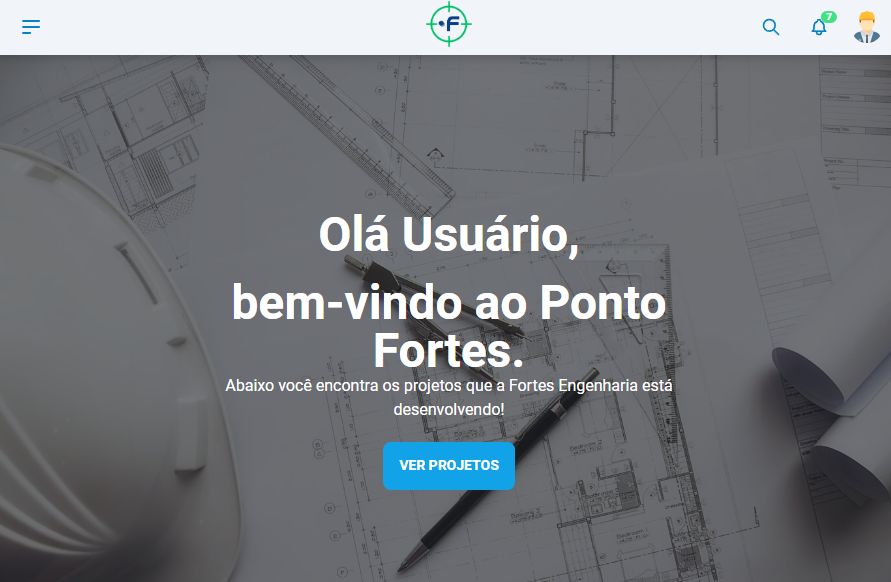 F
7
Olá Usuário,
bem-vindo ao Ponto
Fortes.
Abaixo você encontra os projetos que a Fortes Engenharia está
desenvolvendo!
VER PROJETOS